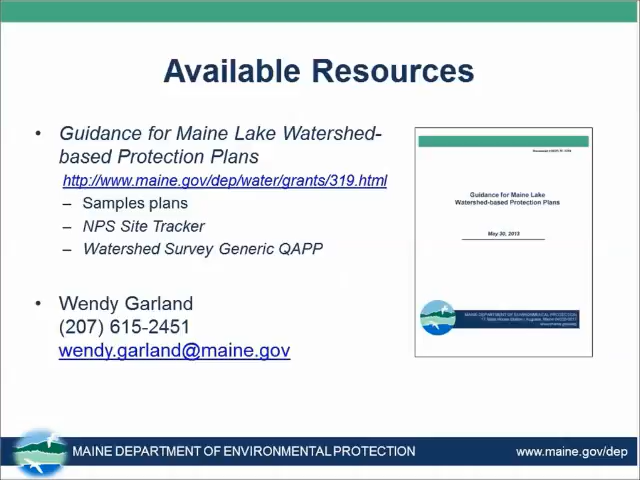 Available Resources
• Guidance for Maine Lake Watershed-
based Protection Plans
http://www.maine.gov/dep/water/grants/319.html
– Samples plans
– NPS Site Tracker
– Watershed Survey Generic QAPP
• Wendy Garland
(207) 615-2451
wendy.garland@maine.gov
Guidance for Maine Lake
Watershed-based Protection Plans
May 30, 2013
MAINE DEPARTMENT OF ENVIRONMENTAL PROTECTION
MAINE DEPARTMENT OF ENVIRONMENTAL PROTECTION
www.maine.gov/dep